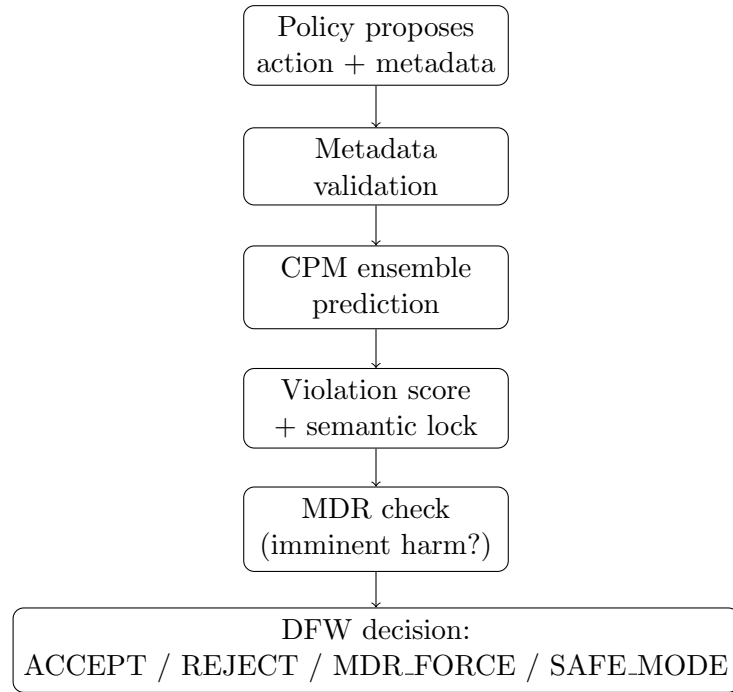 Policy proposes
action + metadata
Metadata
validation
CPM ensemble
prediction
Violation score
+ semantic lock
MDR check
(imminent harm?)
DFW decision:
ACCEPT / REJECT / MDR_FORCE / SAFE_MODE